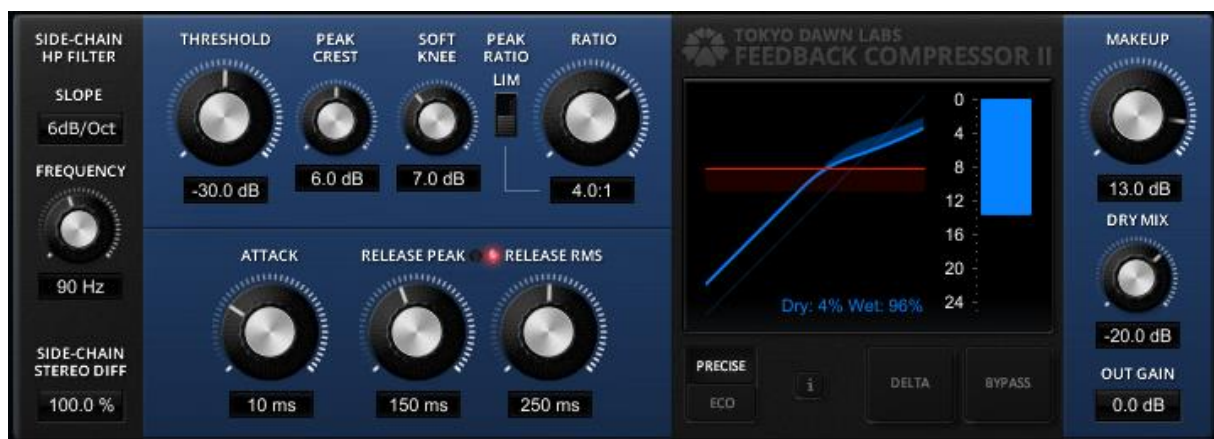 SIDE-CHAIN
HP FILTER
SLOPE
6dB/Oct
FREQUENCY
90 Hz
SIDE-CHAIN
STEREO DIFF
100.0 %
THRESHOLD
-30.0 dB
PEAK
CREST
6.0 dB
SOFT
KNEE
7.0 dB
PEAK
RATIO
LIM
RATIO
4.0:1
ATTACK
10 ms
RELEASE PEAK
150 ms
RELEASE RMS
250 ms
TOKYO DAWN LABS
FEEDBACK COMPRESSOR II
0
4
8
12
16
20
24
Dry: 4% Wet: 96%
PRECISE
ECO
i
DELTA
BYPASS
MAKEUP
13.0 dB
DRY MIX
-20.0 dB
OUT GAIN
0.0 dB